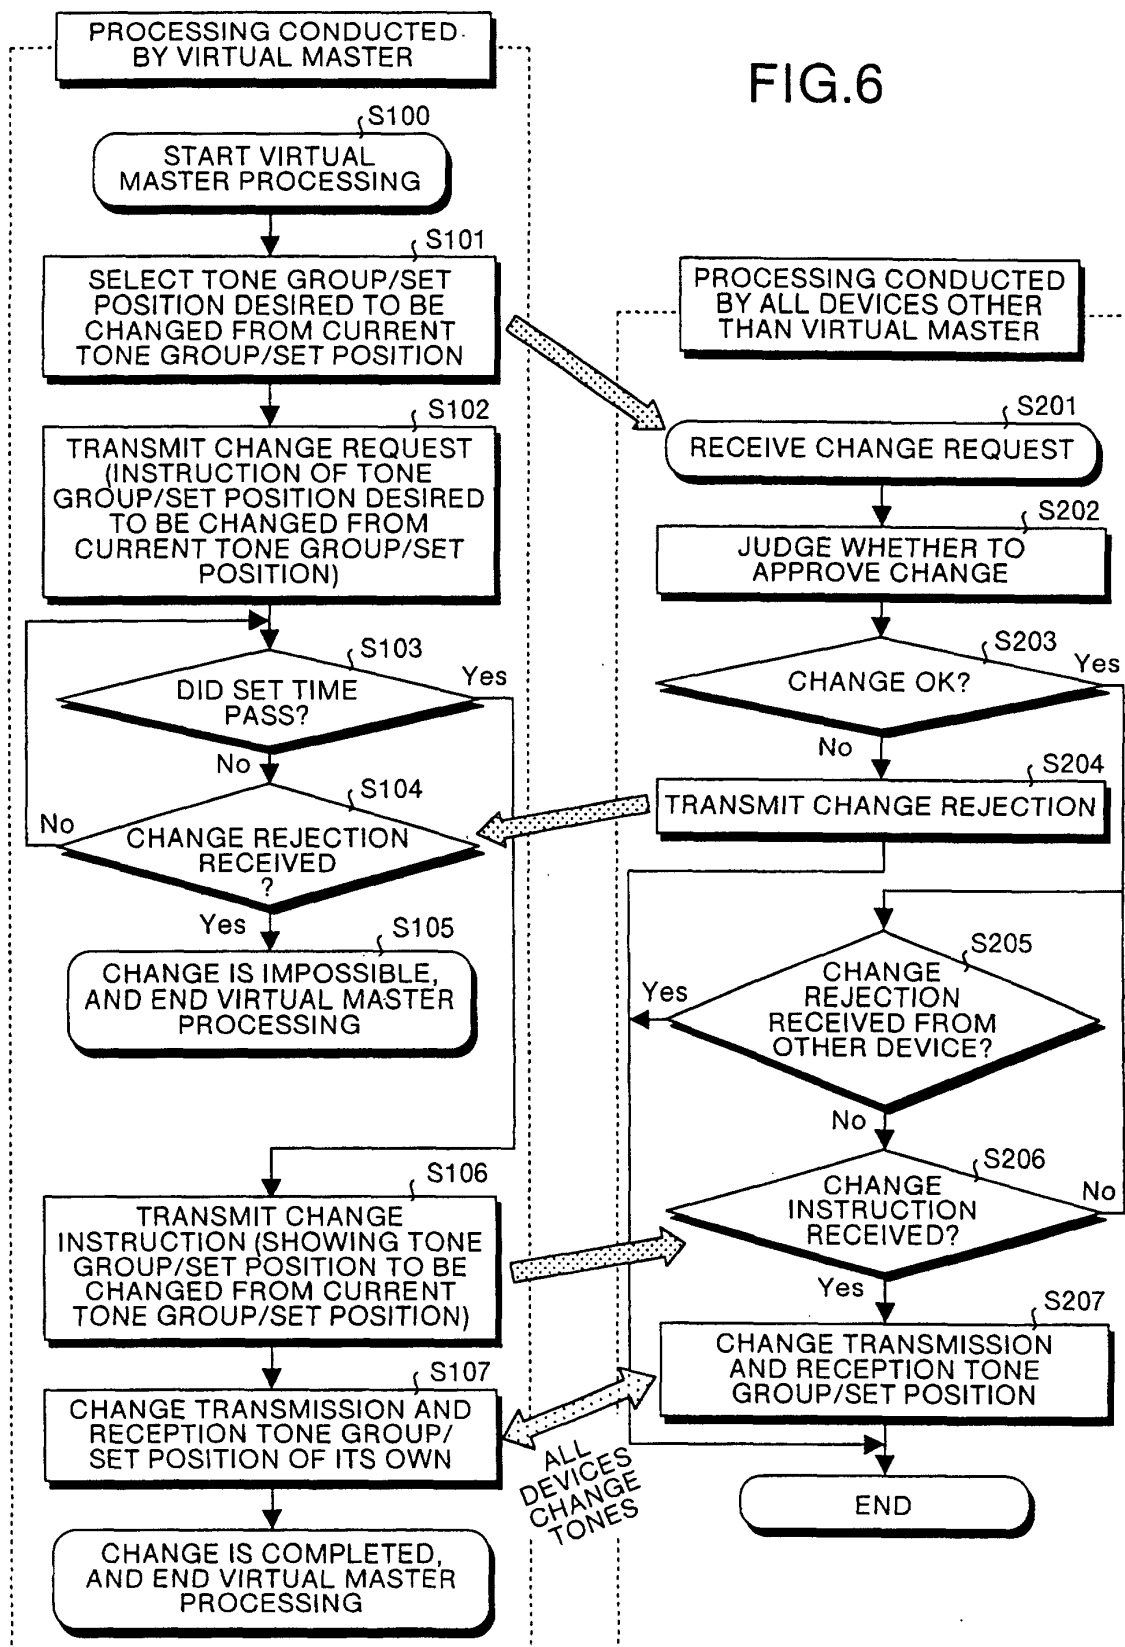 PROCESSING CONDUCTED
BY VIRTUAL MASTER
FIG.6
S100
START VIRTUAL
MASTER PROCESSING
S101
SELECT TONE GROUP/SET
POSITION DESIRED TO BE
CHANGED FROM CURRENT
TONE GROUP/SET POSITION
S102
TRANSMIT CHANGE REQUEST
(INSTRUCTION OF TONE
GROUP/SET POSITION DESIRED
TO BE CHANGED FROM
CURRENT TONE GROUP/SET
POSITION)
S103
DID SET TIME
PASS?
Yes
No
S104
CHANGE REJECTION
RECEIVED
?
No
Yes
S105
CHANGE IS IMPOSSIBLE,
AND END VIRTUAL MASTER
PROCESSING
S106
TRANSMIT CHANGE
INSTRUCTION (SHOWING TONE
GROUP/SET POSITION TO BE
CHANGED FROM CURRENT
TONE GROUP/SET POSITION)
S107
CHANGE TRANSMISSION AND
RECEPTION TONE GROUP/
SET POSITION OF ITS OWN
CHANGE IS COMPLETED,
AND END VIRTUAL MASTER
PROCESSING
PROCESSING CONDUCTED
BY ALL DEVICES OTHER
THAN VIRTUAL MASTER
S201
RECEIVE CHANGE REQUEST
S202
JUDGE WHETHER TO
APPROVE CHANGE
S203
CHANGE OK?
Yes
No
S204
TRANSMIT CHANGE REJECTION
S205
CHANGE
REJECTION
RECEIVED FROM
OTHER DEVICE?
Yes
No
S206
CHANGE
INSTRUCTION
RECEIVED?
No
Yes
S207
CHANGE TRANSMISSION
AND RECEPTION TONE
GROUP/SET POSITION
ALL
DEVICES
CHANGE
TONES
END